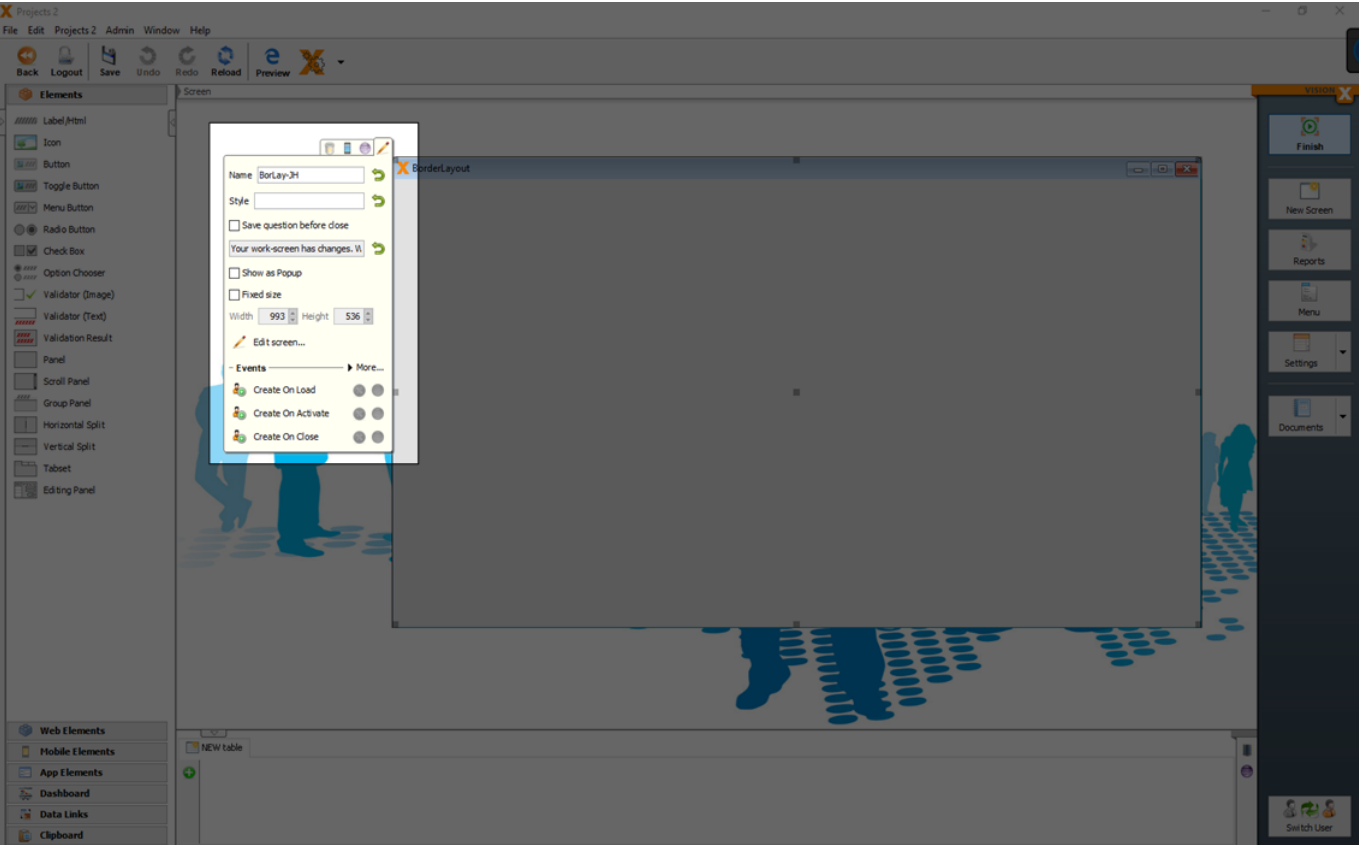 Projects 2
File Edit Projects 2 Admin Window Help
Back Logout Save Undo Redo Reload Preview
Elements
Label/Html
Icon
Button
Toggle Button
Menu Button
Radio Button
Check Box
Option Chooser
Validator (Image)
Validator (Text)
Validation Result
Panel
Scroll Panel
Group Panel
Horizontal Split
Vertical Split
Tabset
Editing Panel
Web Elements
Mobile Elements
App Elements
Dashboard
Data Links
Clipboard
Screen
Name BorLay-JH
Style
Save question before close
Your work-screen has changes. W
Show as Popup
Fixed size
Width 993 Height 536
Edit screen...
Events More...
Create On Load
Create On Activate
Create On Close
BorderLayout
NEW table
VISION X
Finish
New Screen
Reports
Menu
Settings
Documents
Switch User